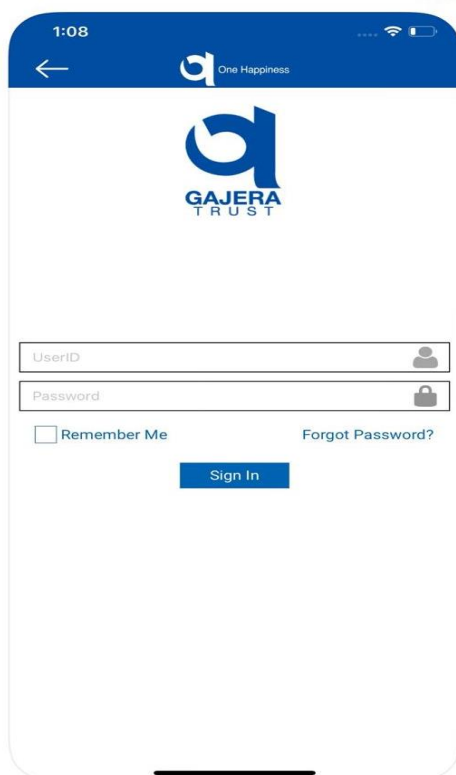 1:08
One Happiness
GAJERA
TRUST
UserID
Password
Remember Me
Forgot Password?
Sign In